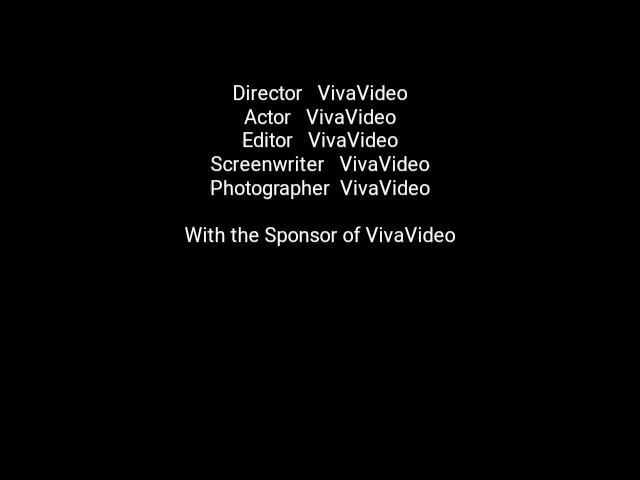 Director   VivaVideo
Actor   VivaVideo
Editor   VivaVideo
Screenwriter   VivaVideo
Photographer  VivaVideo
With the Sponsor of VivaVideo